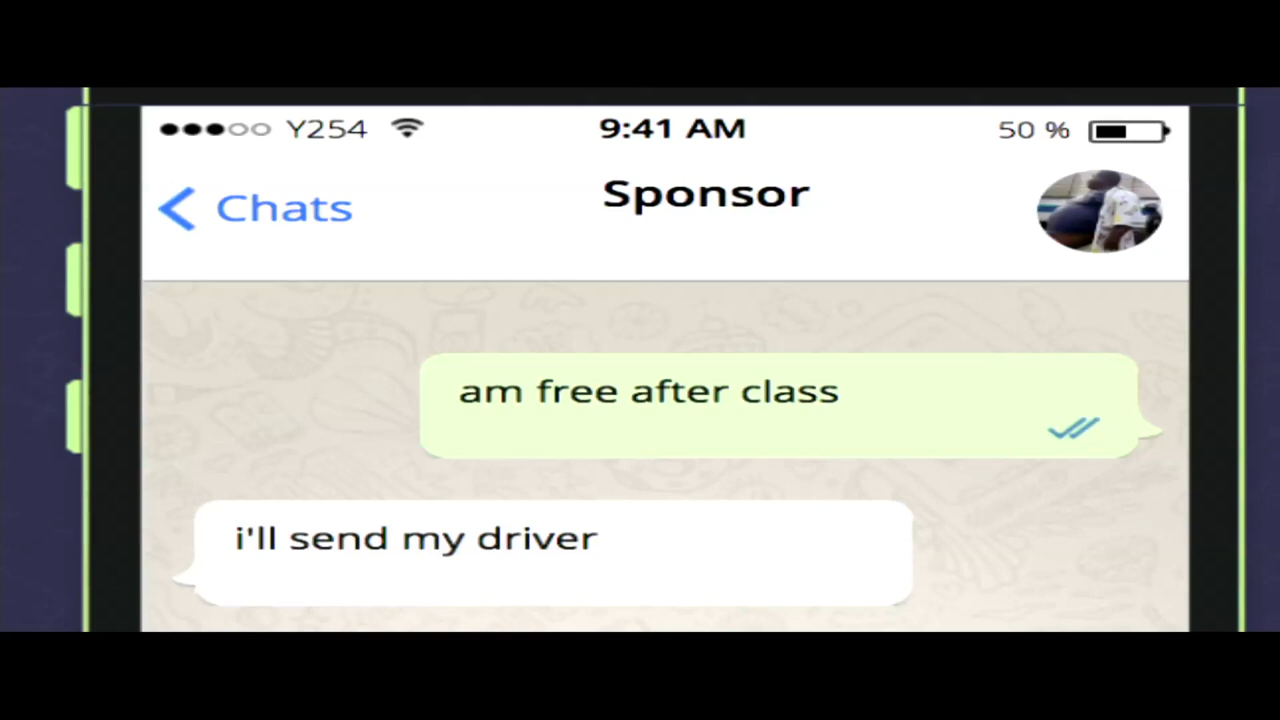 Y254 9:41 AM 50 %
Chats Sponsor
am free after class
i'll send my driver